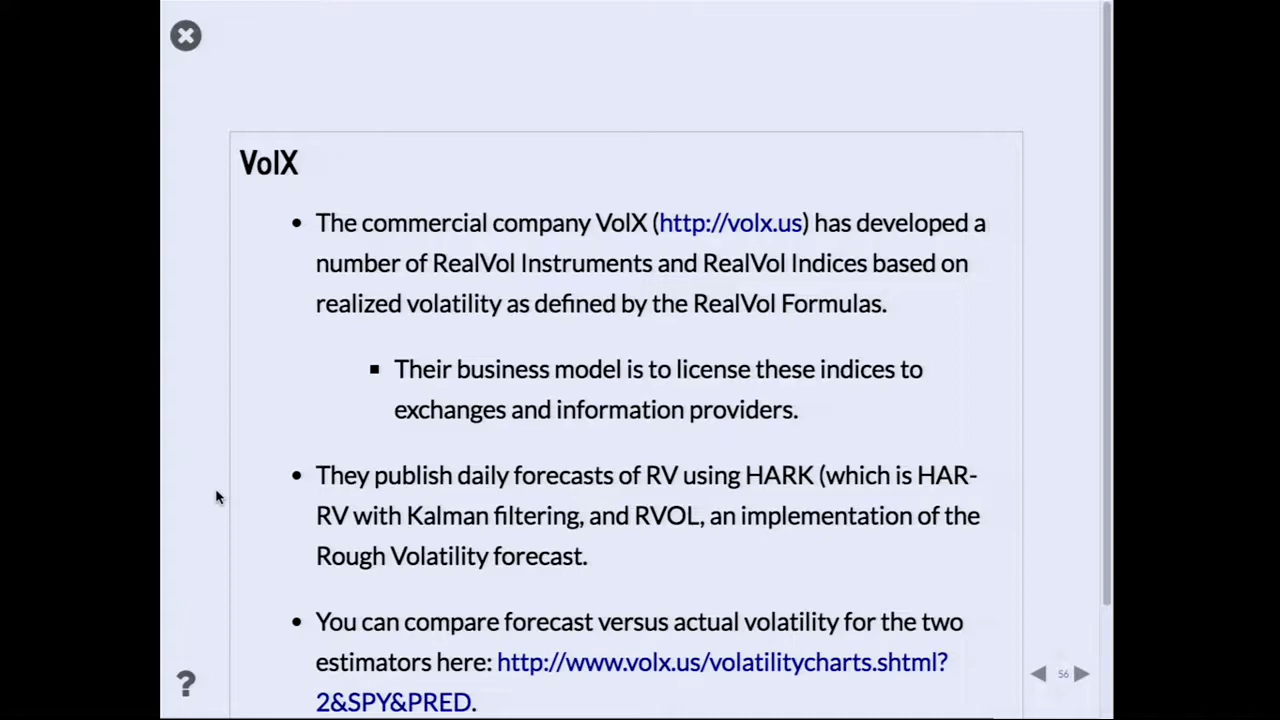 VolX
• The commercial company VolX (http://volx.us) has developed a
number of RealVol Instruments and RealVol Indices based on
realized volatility as defined by the RealVol Formulas.
▪ Their business model is to license these indices to
exchanges and information providers.
• They publish daily forecasts of RV using HARK (which is HAR-
RV with Kalman filtering, and RVOL, an implementation of the
Rough Volatility forecast.
• You can compare forecast versus actual volatility for the two
estimators here: http://www.volx.us/volatilitycharts.shtml?
2&SPY&PRED.
?
56